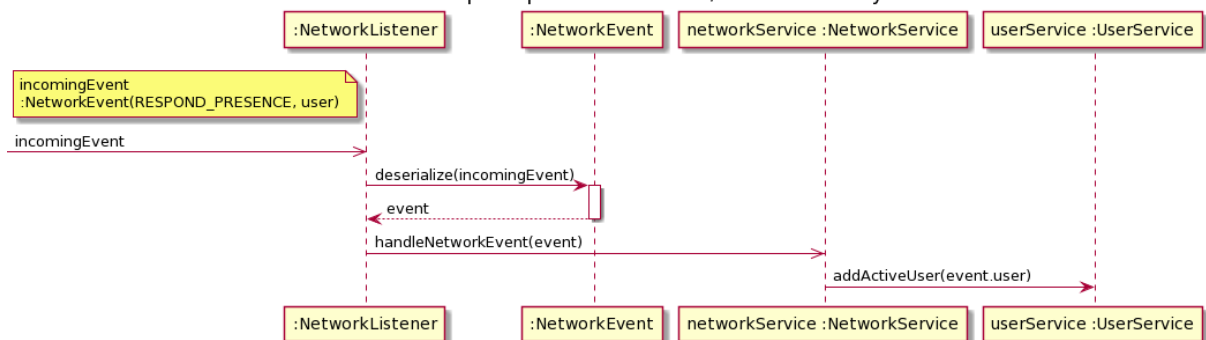 :NetworkListener :NetworkEvent networkService :NetworkService userService :UserService
incomingEvent
:NetworkEvent(RESPOND_PRESENCE, user)
incomingEvent
deserialize(incomingEvent)
event
handleNetworkEvent(event)
addActiveUser(event.user)
:NetworkListener :NetworkEvent networkService :NetworkService userService :UserService